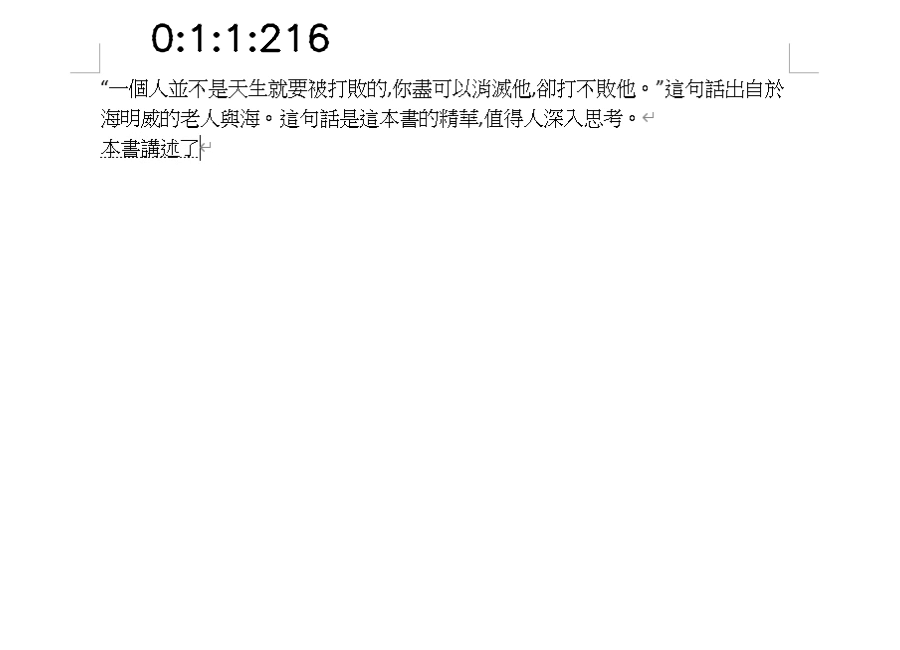 0:1:1:216
“一個人並不是天生就要被打敗的,你盡可以消滅他,卻打不敗他。”這句話出自於
海明威的老人與海。這句話是這本書的精華,值得人深入思考。↵
本書講述了↵